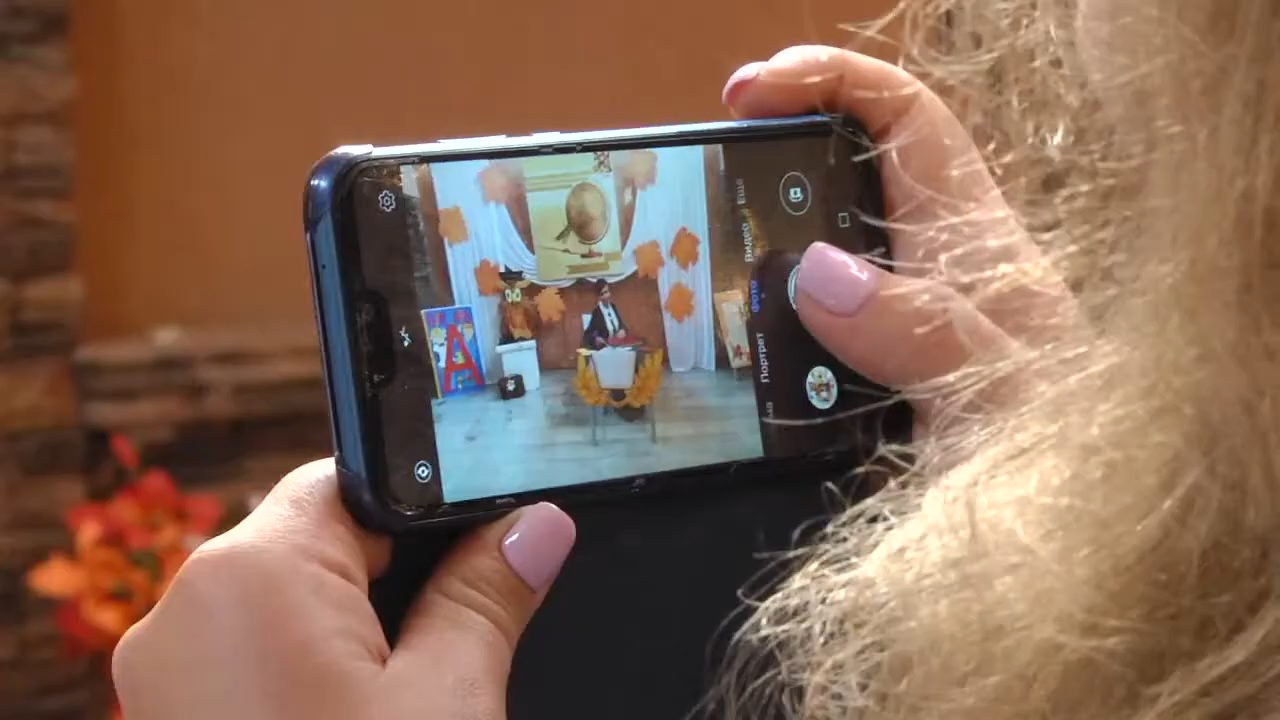 Ещё
Видео
Фото
Портрет
А